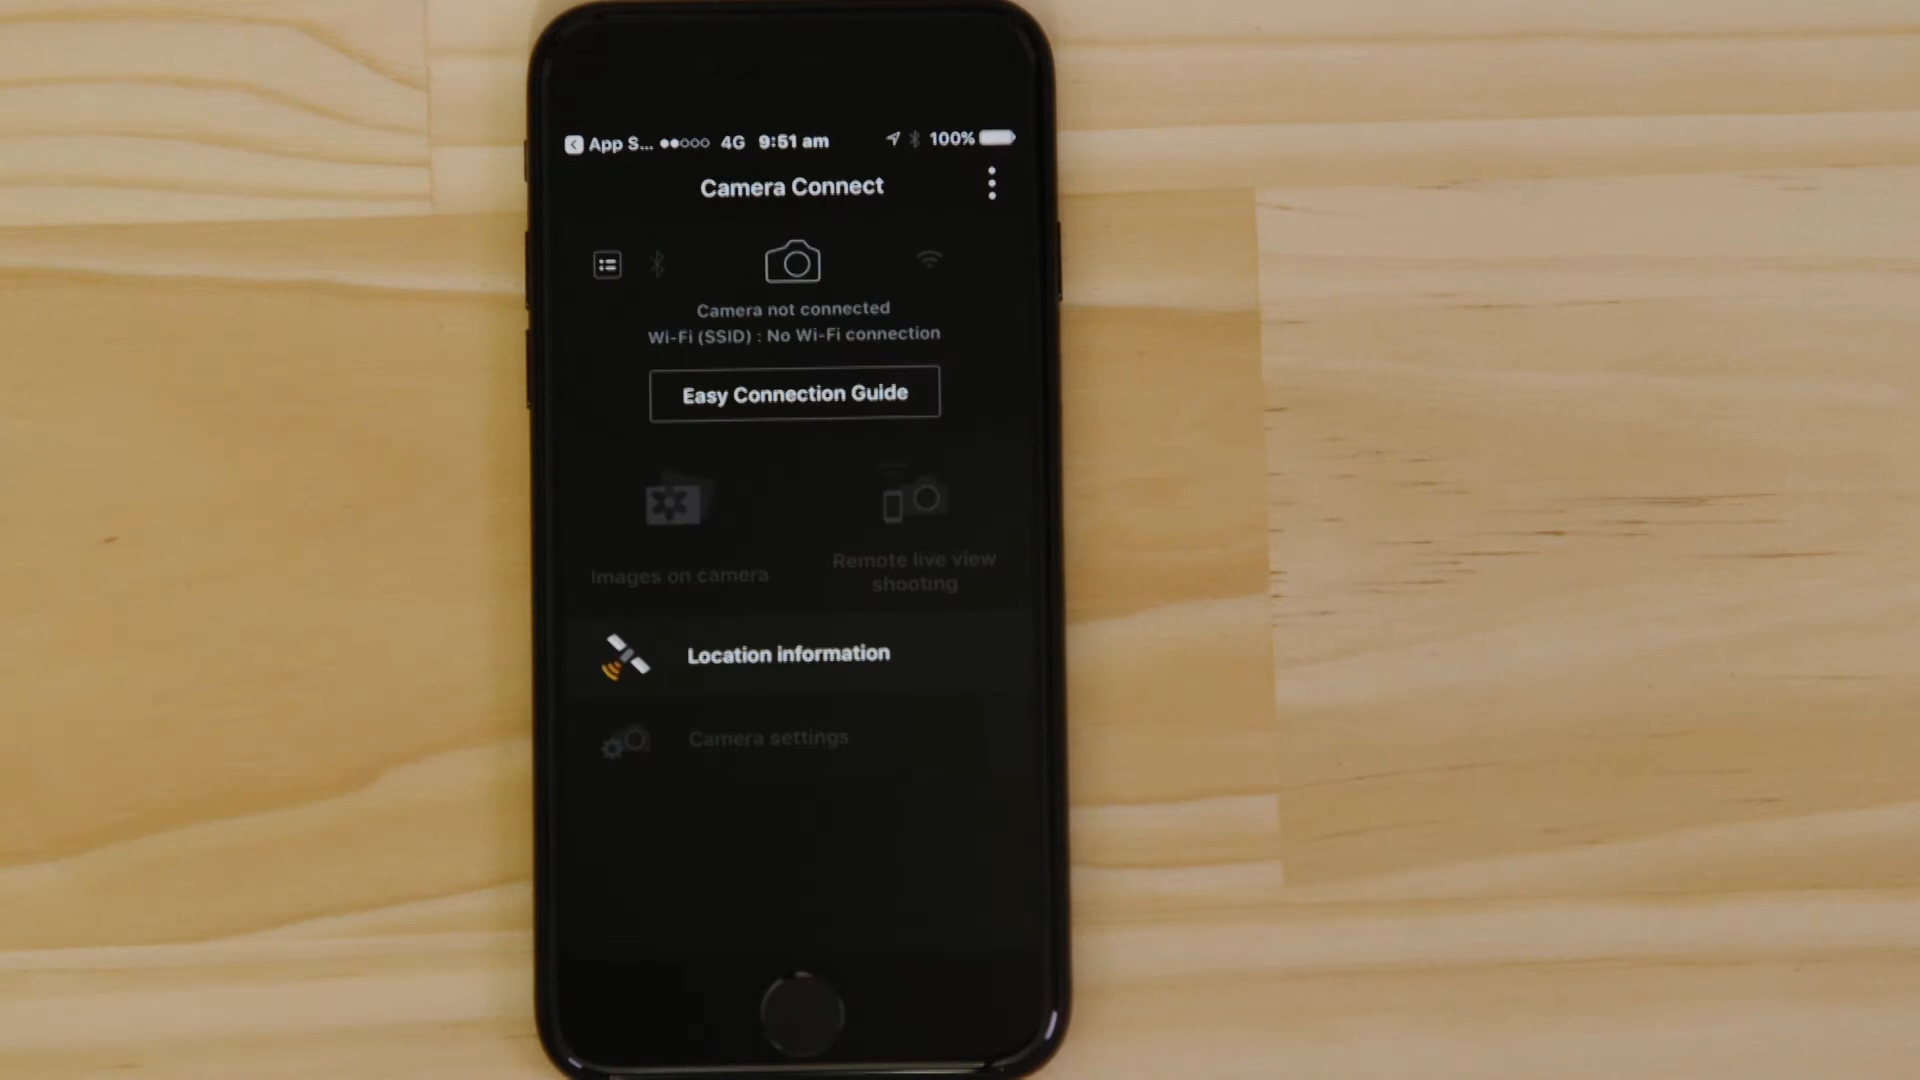 App S... 4G 9:51 am 100%
Camera Connect
Camera not connected
Wi-Fi (SSID) : No Wi-Fi connection
Easy Connection Guide
Images on camera
Remote live view
shooting
Location information
Camera settings